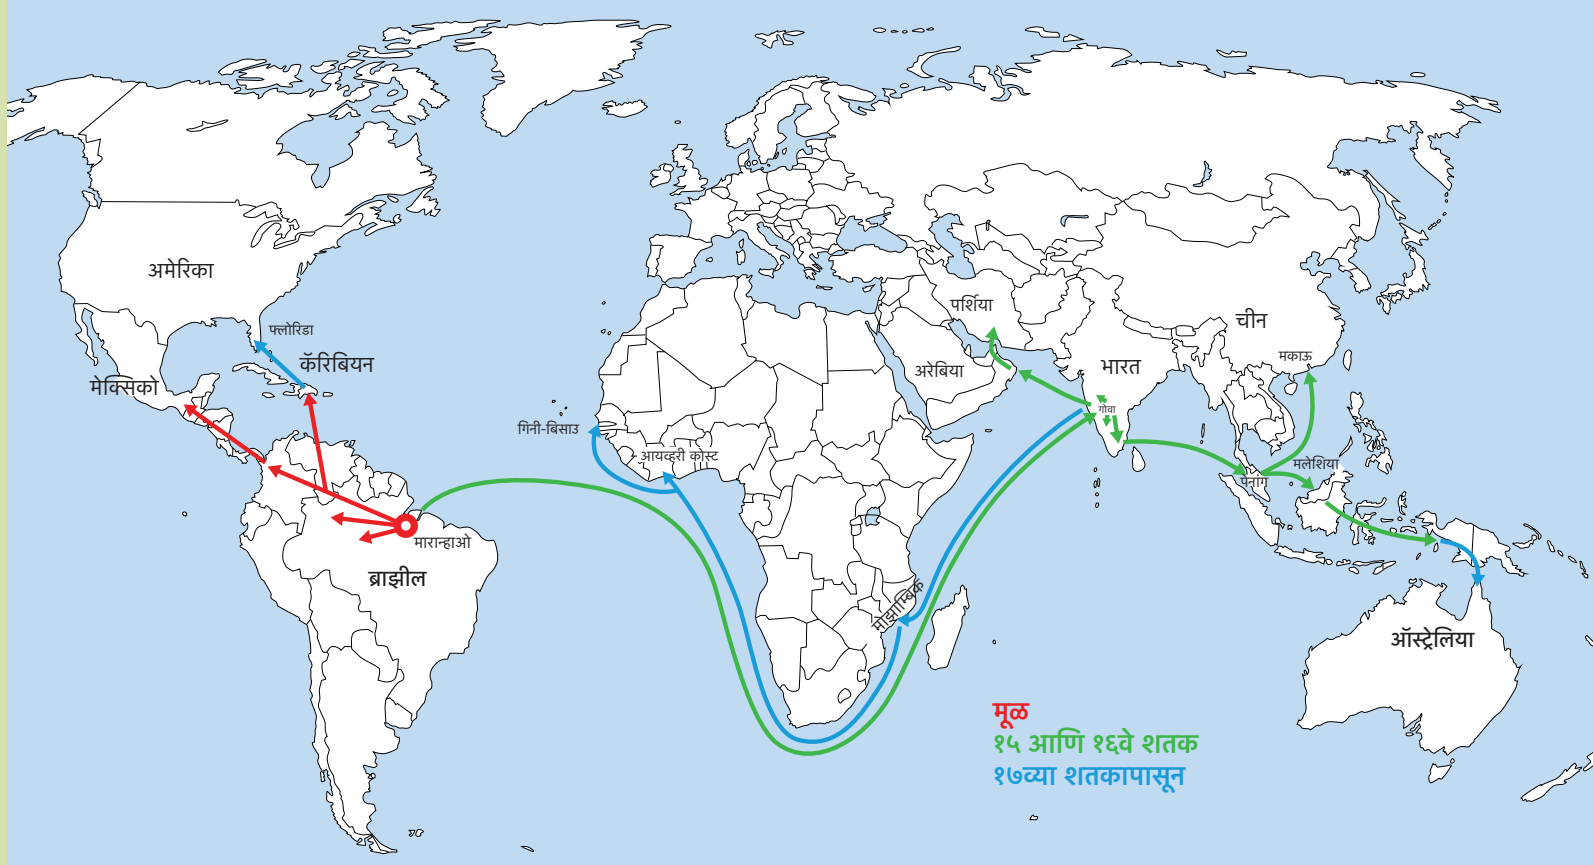 अमेरिका
फ्लोरिडा
कॅरिबियन
मेक्सिको
मारान्हाओ
ब्राझील
गिनी-बिसाउ
आयव्हरी कोस्ट
मोझाम्बिक
पर्शिया
अरेबिया
भारत
गोवा
चीन
मकाऊ
मलेशिया
पेनांग
ऑस्ट्रेलिया
मूळ
१५ आणि १६वे शतक
१७व्या शतकापासून